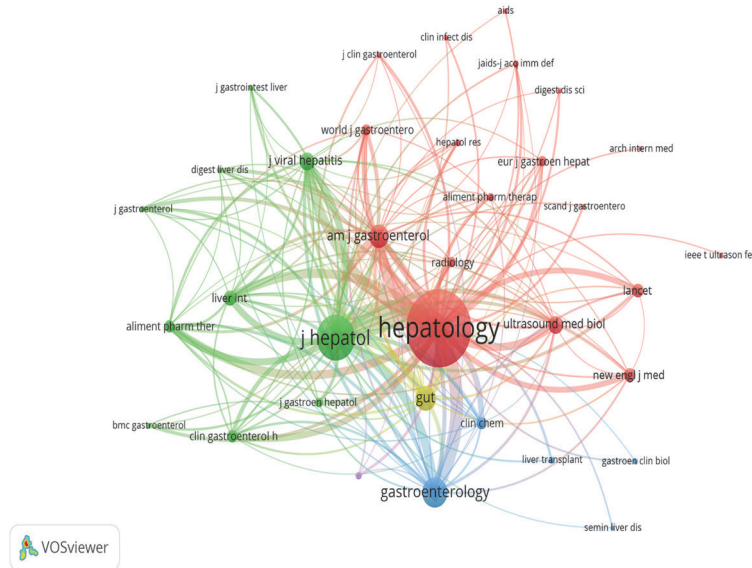 aids
clin infect dis
j clin gastroenterol
jaids-j acq imm def
j gastrointest liver
digest dis sci
world j gastroentero
hepatol res
arch intern med
j viral hepatitis
eur j gastroen hepat
digest liver dis
aliment pharm therap
j gastroenterol
scand j gastroentero
am j gastroenterol
ieee t ultrason fe
radiology
lancet
liver int
aliment pharm ther
hepatology
ultrasound med biol
j hepatol
new engl j med
gut
j gastroen hepatol
clin chem
bmc gastroenterol
clin gastroenterol h
liver transplant
gastroen clin biol
gastroenterology
semin liver dis
VOSviewer